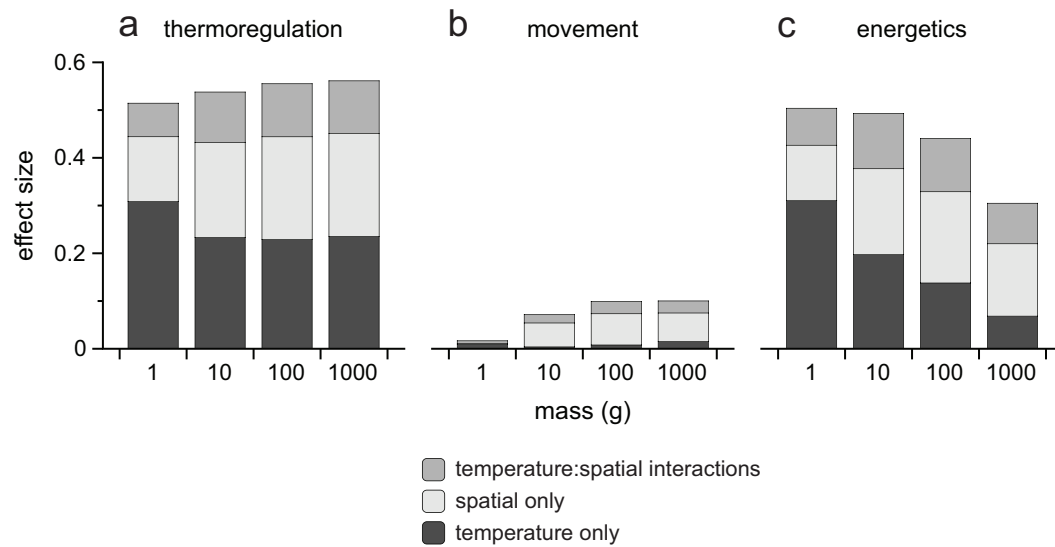 a thermoregulation
b movement
c energetics
effect size
0.6
0.4
0.2
0
1 10 100 1000
1 10 100 1000
1 10 100 1000
mass (g)
temperature:spatial interactions
spatial only
temperature only